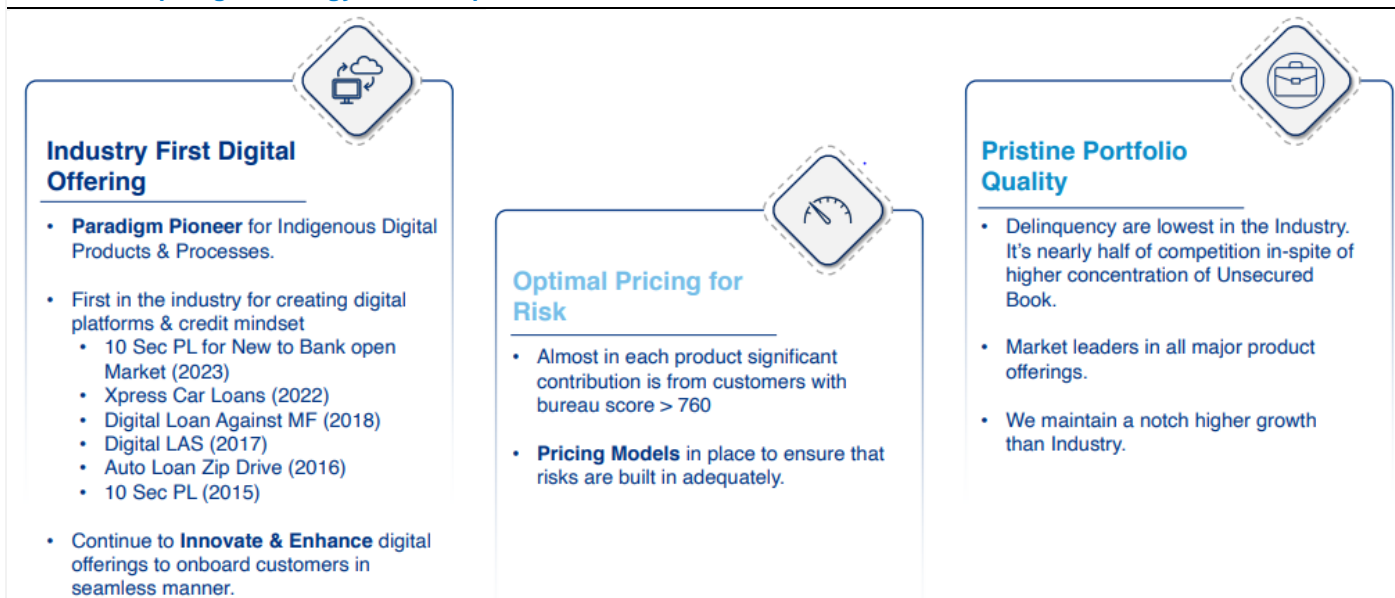 Industry First Digital
Offering
• Paradigm Pioneer for Indigenous Digital
Products & Processes.
• First in the industry for creating digital
platforms & credit mindset
• 10 Sec PL for New to Bank open
Market (2023)
• Xpress Car Loans (2022)
• Digital Loan Against MF (2018)
• Digital LAS (2017)
• Auto Loan Zip Drive (2016)
• 10 Sec PL (2015)
• Continue to Innovate & Enhance digital
offerings to onboard customers in
seamless manner.
Optimal Pricing for
Risk
• Almost in each product significant
contribution is from customers with
bureau score > 760
• Pricing Models in place to ensure that
risks are built in adequately.
Pristine Portfolio
Quality
• Delinquency are lowest in the Industry.
It's nearly half of competition in-spite of
higher concentration of Unsecured
Book.
• Market leaders in all major product
offerings.
• We maintain a notch higher growth
than Industry.